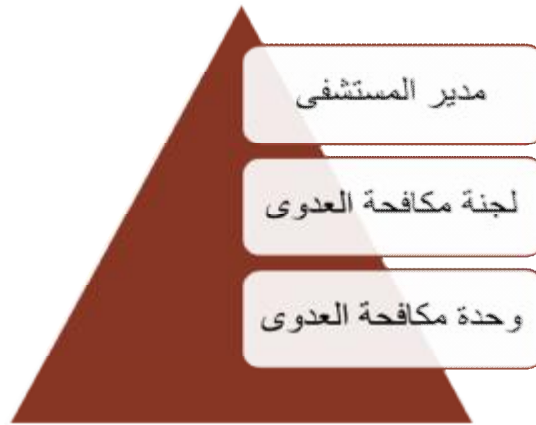 مدير المستشفى
لجنة مكافحة العدوى
وحدة مكافحة العدوى